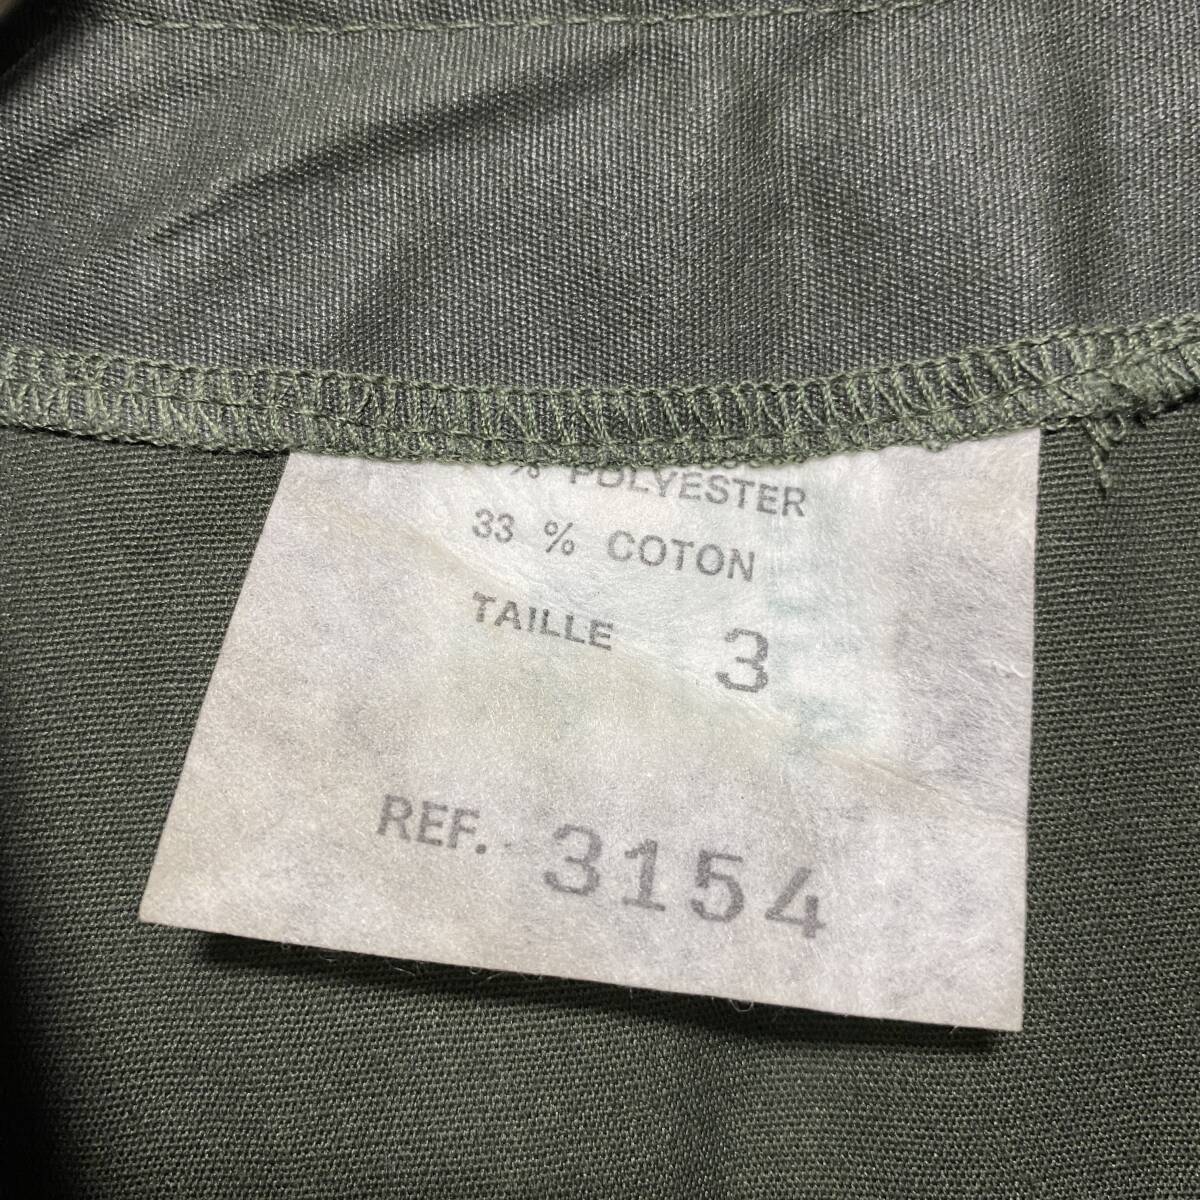 % POLYESTER
33 % COTON
TAILLE 3
REF. 3154